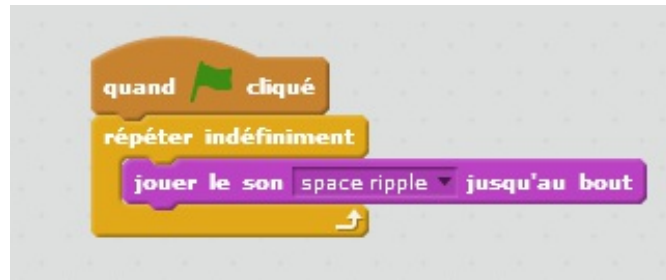 quand cliqué
répéter indéfiniment
jouer le son space ripple jusqu'au bout